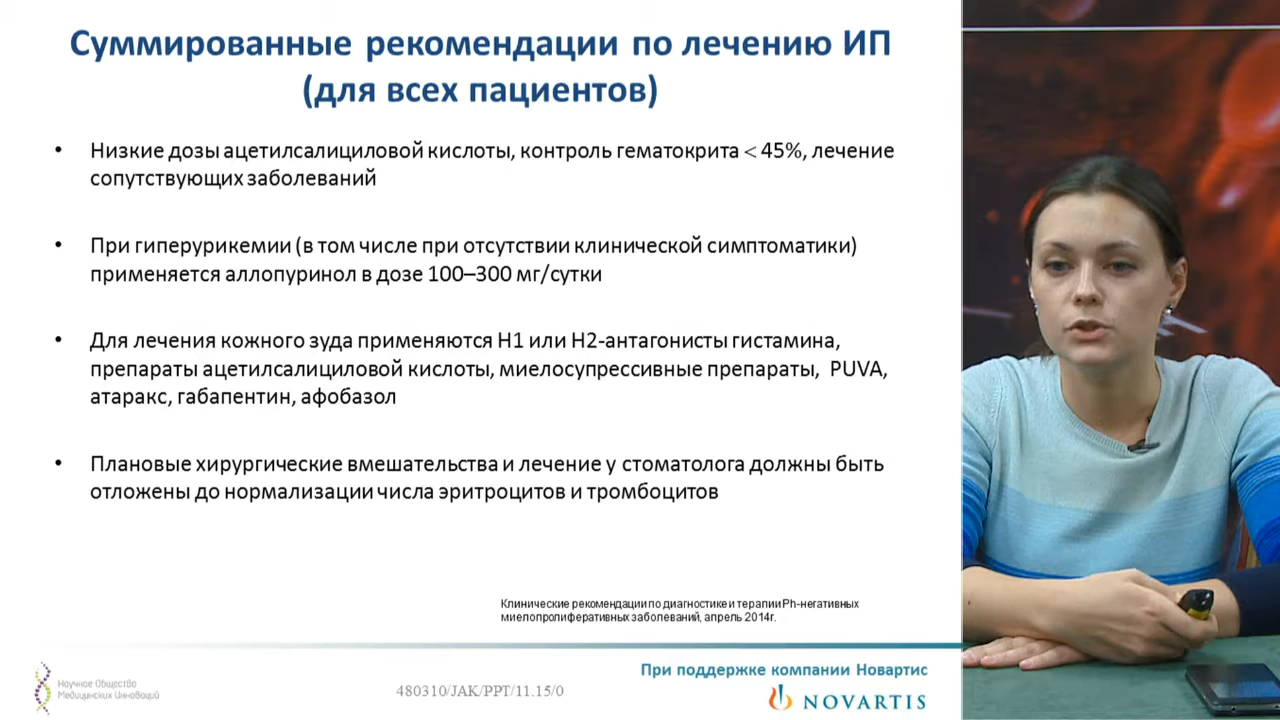 Суммированные рекомендации по лечению ИП
(для всех пациентов)
• Низкие дозы ацетилсалициловой кислоты, контроль гематокрита < 45%, лечение
сопутствующих заболеваний
• При гиперурикемии (в том числе при отсутствии клинической симптоматики)
применяется аллопуринол в дозе 100–300 мг/сутки
• Для лечения кожного зуда применяются Н1 или Н2-антагонисты гистамина,
препараты ацетилсалициловой кислоты, миелосупрессивные препараты, PUVA,
атаракс, габапентин, афобазол
• Плановые хирургические вмешательства и лечение у стоматолога должны быть
отложены до нормализации числа эритроцитов и тромбоцитов
Клинические рекомендации по диагностике и терапии Ph-негативных
миелопролиферативных заболеваний, апрель 2014г.
Научное Общество
Медицинских Инноваций
480310/JAK/PPT/11.15/0
При поддержке компании Новартис
NOVARTIS